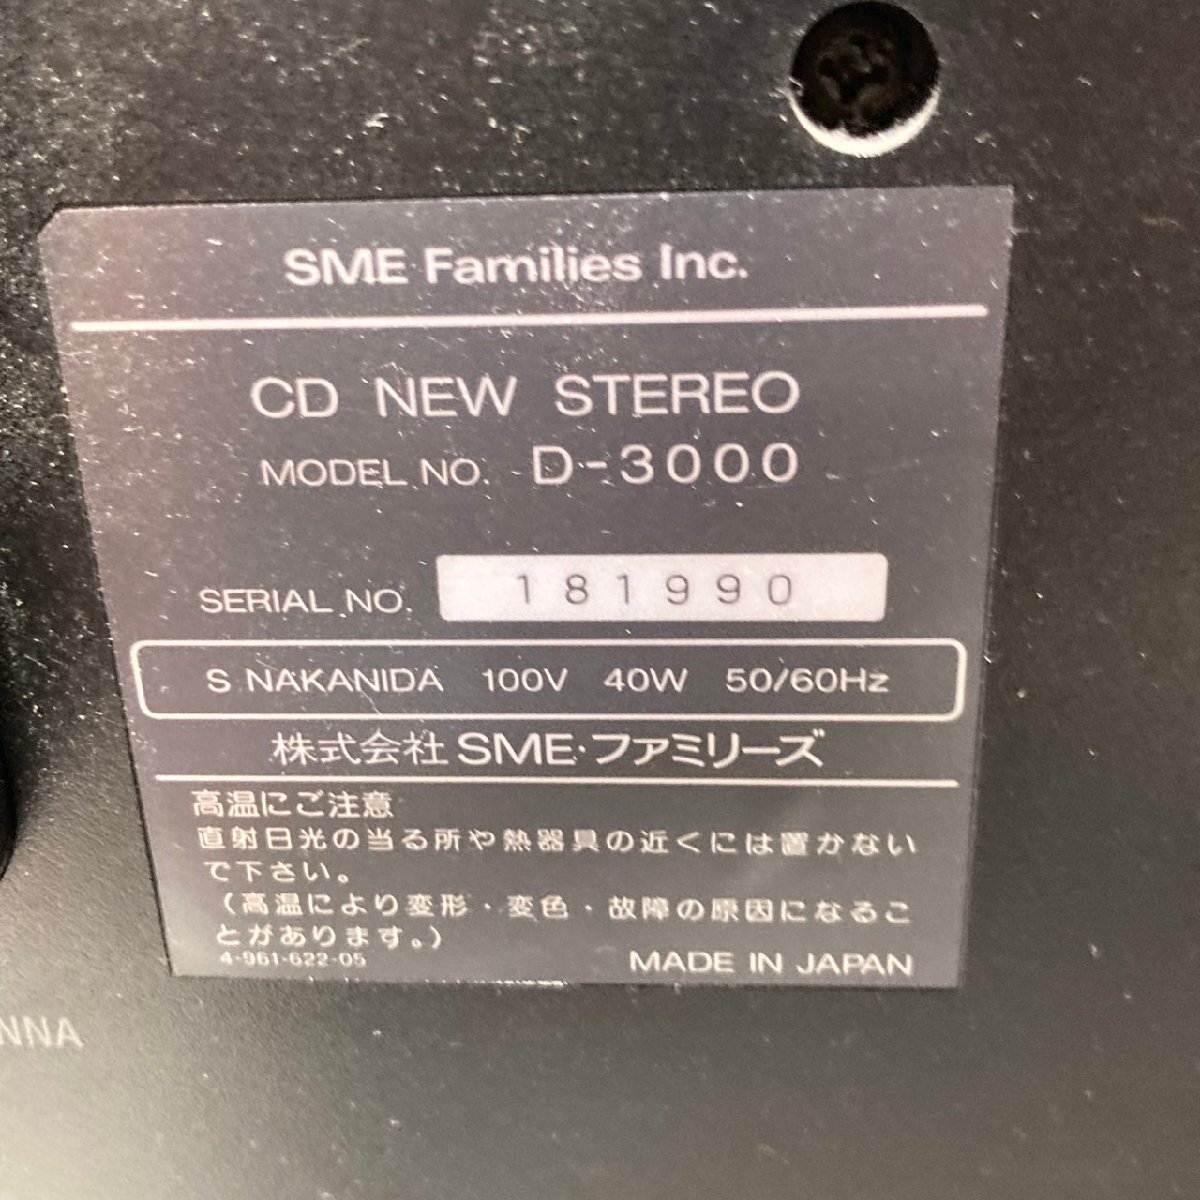 SME Families Inc.
CD NEW STEREO
MODEL NO. D-3000
SERIAL NO. 181990
S NAKANIDA 100V 40W 50/60Hz
株式会社 SME・ファミリーズ
高温にご注意
直射日光の当る所や熱器具の近くには置かない
で下さい。
（高温により変形・変色・故障の原因になるこ
とがあります。）
4-961-622-05
MADE IN JAPAN
NNA